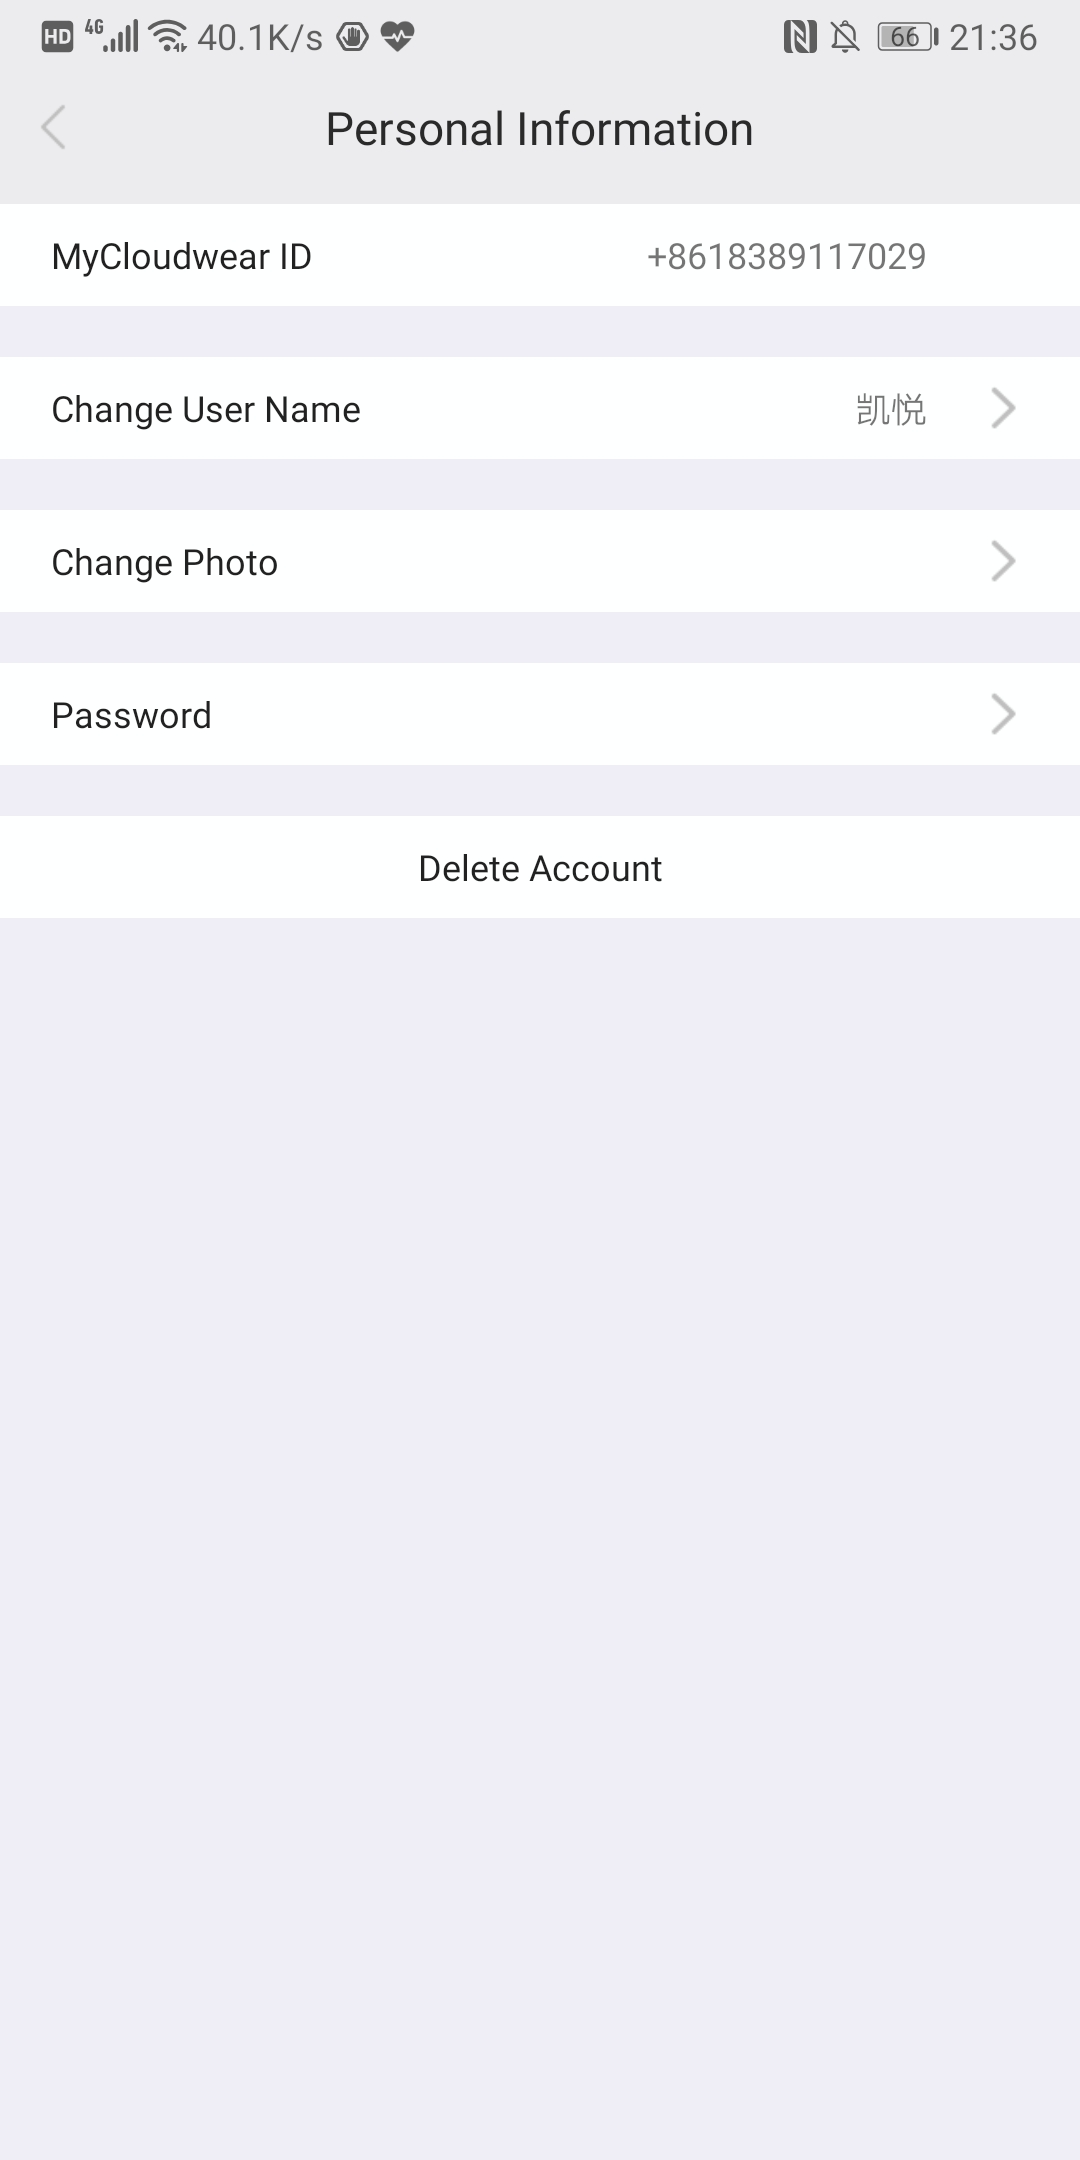 HD 4G 40.1K/s 66 21:36
Personal Information
MyCloudwear ID +8618389117029
Change User Name 凯悦
Change Photo
Password
Delete Account